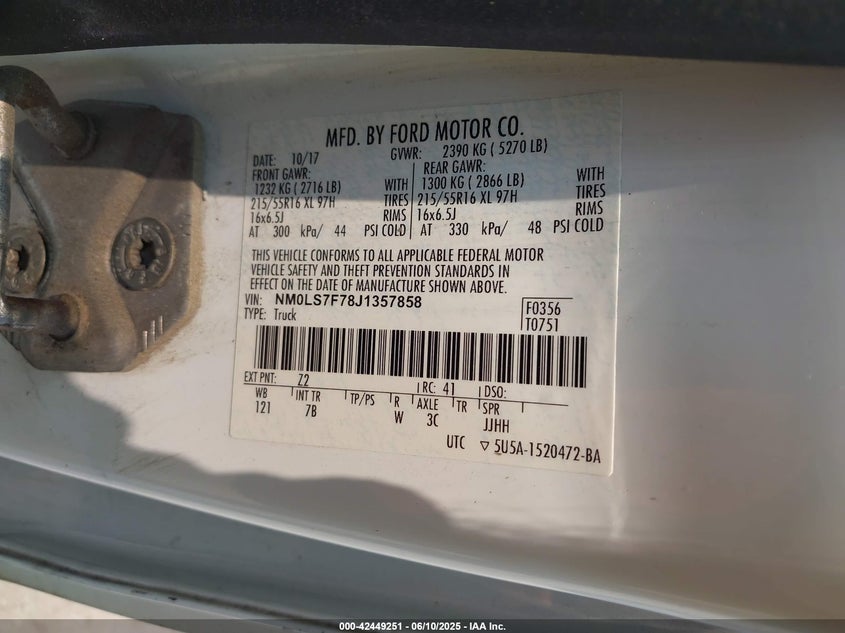 MFD. BY FORD MOTOR CO.
DATE: 10/17 GVWR: 2390 KG ( 5270 LB)
FRONT GAWR: REAR GAWR:
1232 KG ( 2716 LB) WITH 1300 KG ( 2866 LB) WITH
215/55R16 XL 97H TIRES 215/55R16 XL 97H TIRES
16x6.5J RIMS 16x6.5J RIMS
AT 300 kPa/ 44 PSI COLD AT 330 kPa/ 48 PSI COLD
THIS VEHICLE CONFORMS TO ALL APPLICABLE FEDERAL MOTOR
VEHICLE SAFETY AND THEFT PREVENTION STANDARDS IN
EFFECT ON THE DATE OF MANUFACTURE SHOWN ABOVE.
VIN: NM0LS7F78J1357858 F0356
TYPE: Truck T0751
EXT PNT: Z2 RC: 41 DSO:
WB INT TR TP/PS R AXLE TR SPR
121 7B W 3C JJHH
UTC ▽ 5U5A-1520472-BA
000-42449251 - 06/10/2025 - IAA Inc.